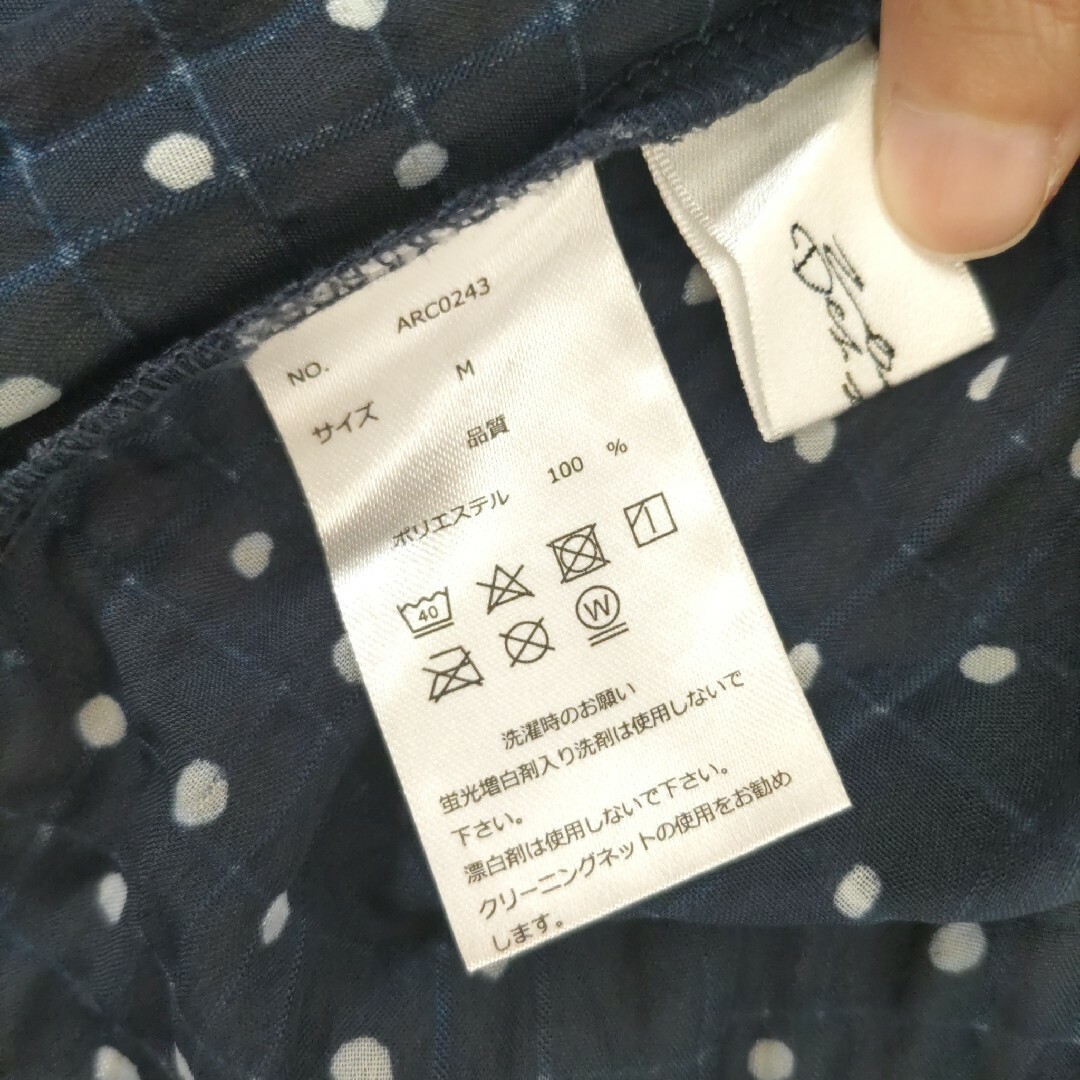 NO. ARC0243
サイズ M
品質
ポリエステル 100 %
40
W
洗濯時のお願い
蛍光増白剤入り洗剤は使用しないで
下さい。
漂白剤は使用しないで下さい。
クリーニングネットの使用をお勧め
します。